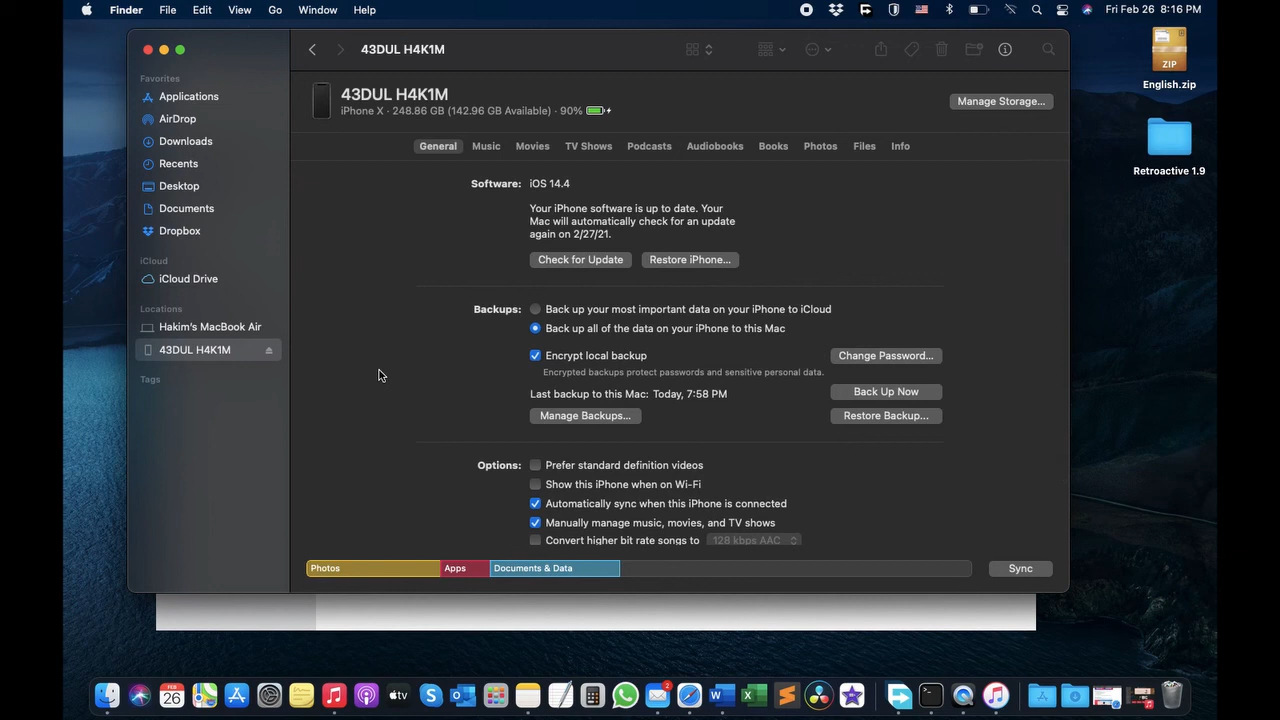 Finder File Edit View Go Window Help
Fri Feb 26 8:16 PM
43DUL H4K1M
Favorites
Applications
AirDrop
Downloads
Recents
Desktop
Documents
Dropbox
iCloud
iCloud Drive
Locations
Hakim's MacBook Air
43DUL H4K1M
Tags
43DUL H4K1M
iPhone X · 248.86 GB (142.96 GB Available) · 90%
Manage Storage...
General Music Movies TV Shows Podcasts Audiobooks Books Photos Files Info
Software: iOS 14.4
Your iPhone software is up to date. Your
Mac will automatically check for an update
again on 2/27/21.
Check for Update Restore iPhone...
Backups: Back up your most important data on your iPhone to iCloud
Back up all of the data on your iPhone to this Mac
Encrypt local backup Change Password...
Encrypted backups protect passwords and sensitive personal data.
Last backup to this Mac: Today, 7:58 PM Back Up Now
Manage Backups... Restore Backup...
Options: Prefer standard definition videos
Show this iPhone when on Wi-Fi
Automatically sync when this iPhone is connected
Manually manage music, movies, and TV shows
Convert higher bit rate songs to 128 kbps AAC
Photos Apps Documents & Data Sync
ZIP
English.zip
Retroactive 1.9
FEB
26
tv
2